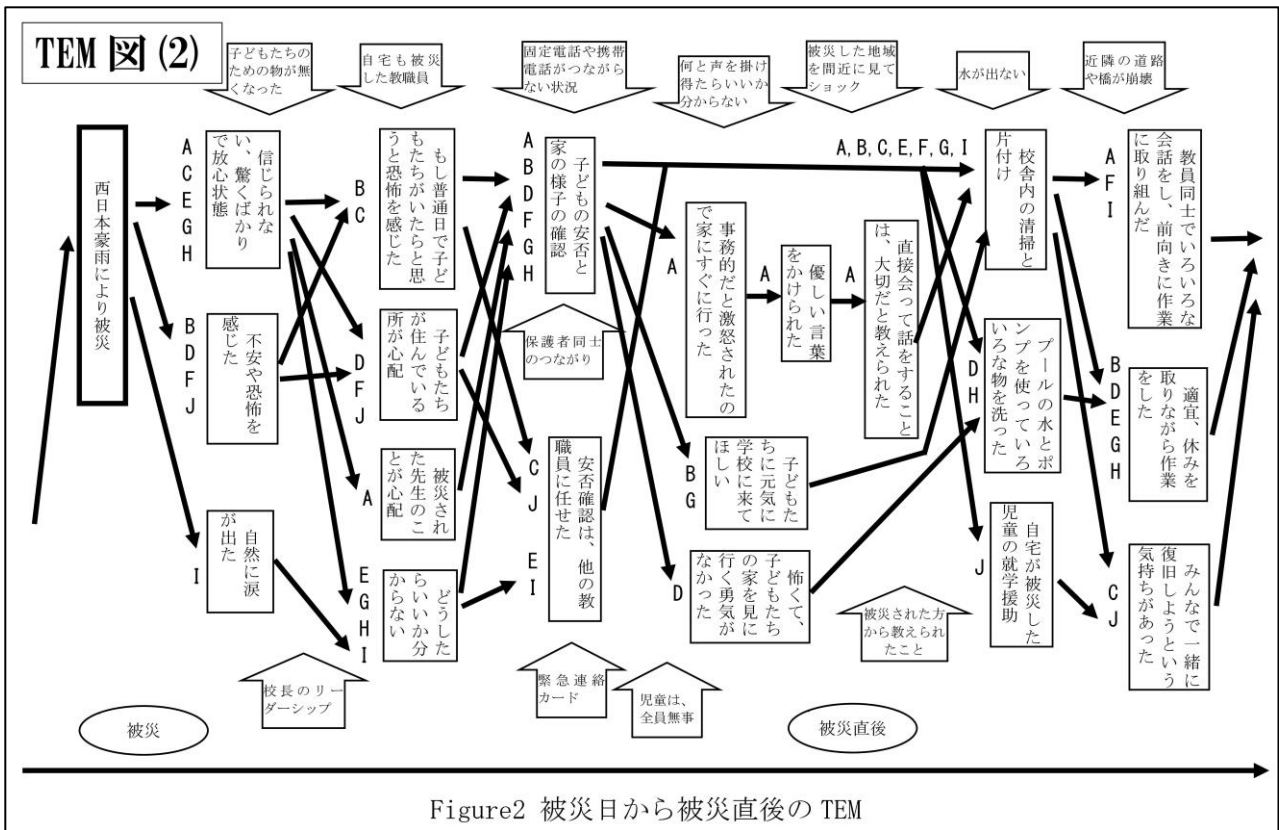 TEM 図(2)
子どもたちの
ための物が無
くなった
自宅も被災
した教職員
固定電話や携帯
電話がつながら
ない状況
何と声を掛け
得たらいいか
分からない
被災した地域
を間近に見て
ショック
水が出ない
近隣の道路
や橋が崩壊
西日本豪雨により被災
A
C
E
G
H
信じられな
い、驚くばかり
で放心状態
B
D
F
J
不安や恐怖を
感じた
I
自然に涙
が出た
B
C
もし普通日で子ど
もたちがいたらと思
うと恐怖を感じた
D
F
J
子どもたち
が住んでいる
所が心配
A
被災され
た先生のこ
とが心配
E
G
H
I
どうした
らいいか分
からない
A
B
D
F
G
H
子どもの安否と
家の様子の確認
保護者同士
のつながり
C
J
E
I
安否確認は、他の教
職員に任せた
A
事務的だと激怒されたの
で家にすぐに行った
A
優しい言葉
をかけられた
A
直接会って話をすること
は、大切だと教えられた
B
G
子どもた
ちに元気に
学校に来て
ほしい
D
怖くて、
子どもたち
の家を見に
行く勇気が
なかった
A, B, C, E, F, G, I
校舎内の清掃と
片付け
D
H
プールの水とポ
ンプを使っていろ
いろな物を洗った
J
自宅が被災した
児童の就学援助
A
F
I
教員同士でいろいろな
会話をし、前向きに作業
に取り組んだ
B
D
E
G
H
適宜、休みを
取りながら作業
をした
C
J
みんなで一緒に
復旧しようという
気持ちがあった
校長のリー
ダーシップ
緊急連絡
カード
児童は、
全員無事
被災された方
から教えられ
たこと
被災
被災直後
Figure2 被災日から被災直後の TEM